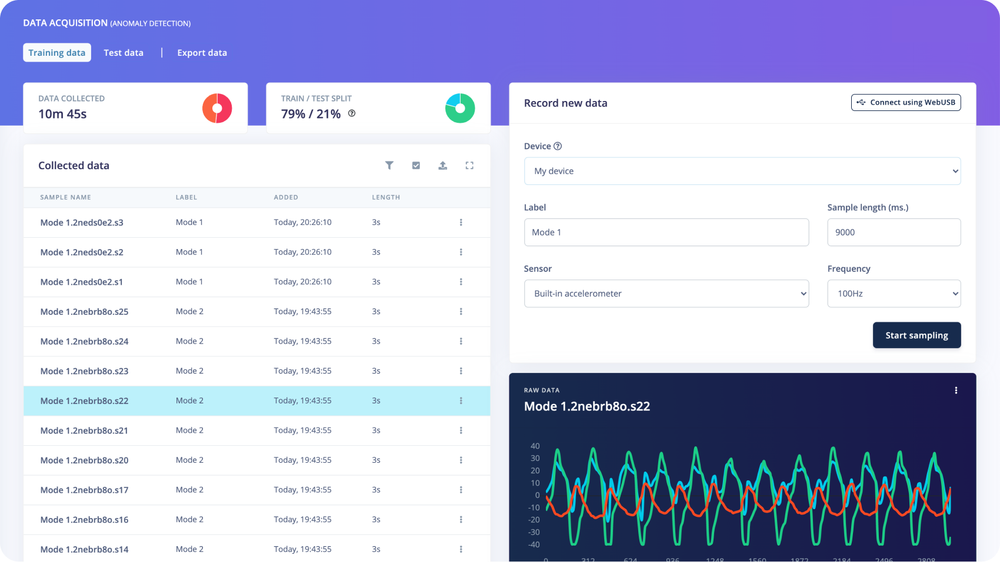 DATA ACQUISITION (ANOMALY DETECTION)
Training data Test data | Export data
DATA COLLECTED
10m 45s
TRAIN / TEST SPLIT
79% / 21%
Collected data
SAMPLE NAME LABEL ADDED LENGTH
Mode 1.2neds0e2.s3 Mode 1 Today, 20:26:10 3s
Mode 1.2neds0e2.s2 Mode 1 Today, 20:26:10 3s
Mode 1.2neds0e2.s1 Mode 1 Today, 20:26:10 3s
Mode 1.2nebrb8o.s25 Mode 2 Today, 19:43:55 3s
Mode 1.2nebrb8o.s24 Mode 2 Today, 19:43:55 3s
Mode 1.2nebrb8o.s23 Mode 2 Today, 19:43:55 3s
Mode 1.2nebrb8o.s22 Mode 2 Today, 19:43:55 3s
Mode 1.2nebrb8o.s21 Mode 2 Today, 19:43:55 3s
Mode 1.2nebrb8o.s20 Mode 2 Today, 19:43:55 3s
Mode 1.2nebrb8o.s17 Mode 2 Today, 19:43:55 3s
Mode 1.2nebrb8o.s16 Mode 2 Today, 19:43:55 3s
Mode 1.2nebrb8o.s14 Mode 2 Today, 19:43:55 3s
Record new data
Connect using WebUSB
Device
My device
Label Sample length (ms.)
Mode 1 9000
Sensor Frequency
Built-in accelerometer 100Hz
Start sampling
RAW DATA
Mode 1.2nebrb8o.s22
40
30
20
10
0
-10
-20
-30
-40
0 312 624 936 1248 1560 1872 2184 2496 2808